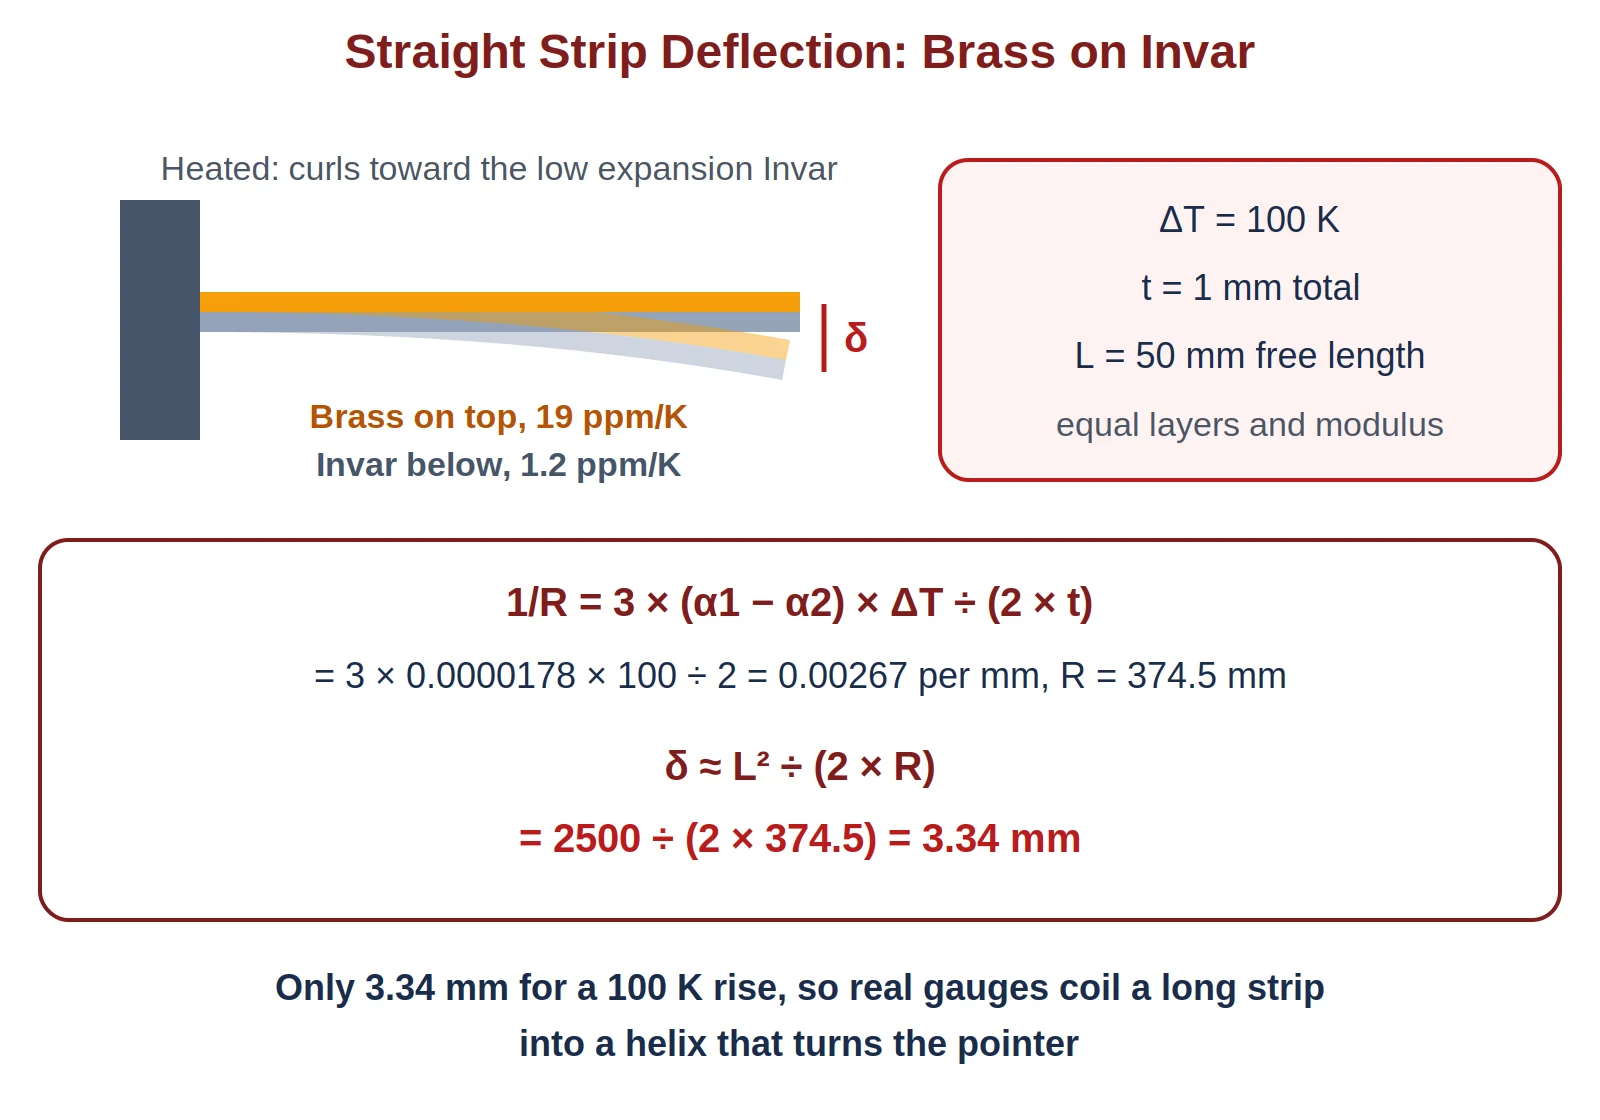 Straight Strip Deflection: Brass on Invar
Heated: curls toward the low expansion Invar
δ
Brass on top, 19 ppm/K
Invar below, 1.2 ppm/K
ΔT = 100 K
t = 1 mm total
L = 50 mm free length
equal layers and modulus
1/R = 3 × (α1 − α2) × ΔT ÷ (2 × t)
= 3 × 0.0000178 × 100 ÷ 2 = 0.00267 per mm, R = 374.5 mm
δ ≈ L² ÷ (2 × R)
= 2500 ÷ (2 × 374.5) = 3.34 mm
Only 3.34 mm for a 100 K rise, so real gauges coil a long strip
into a helix that turns the pointer